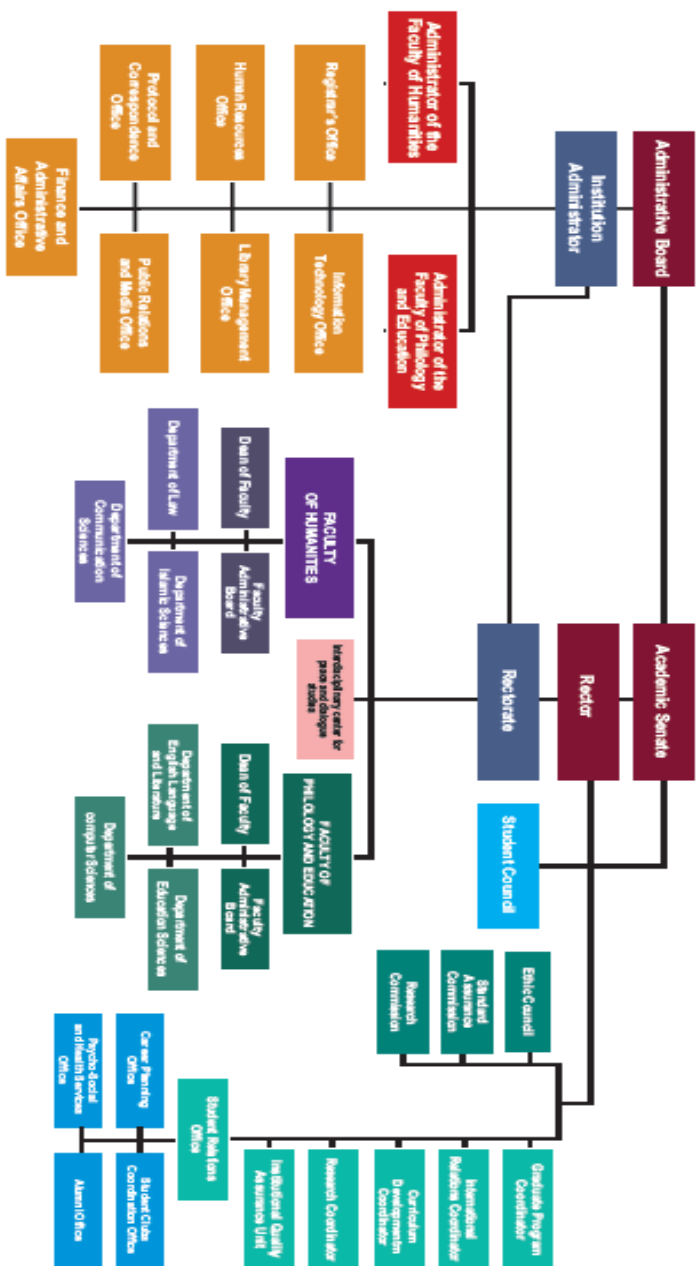 Administrative Board
Academic Senate
Institution
Administrator
Rector
Rectorate
Student Council
Administrator of the
Faculty of Humanities
Administrator of the
Faculty of Philology
and Education
Registrar's Office
Information
Technology Office
Human Resources
Office
Library Management
Office
Protocol and
Correspondence
Office
Public Relations
and Media Office
Finance and
Administrative
Affairs Office
FACULTY
OF HUMANITIES
Dean of Faculty
Faculty
Administrative
Board
Department of Law
Department of
Islamic Sciences
Department of
Communication
Sciences
Interdisciplinary center for
peace and dialogue
studies
FACULTY OF
PHILOLOGY AND EDUCATION
Dean of Faculty
Faculty
Administrative
Board
Department of
English Language
and Literature
Department of
Education Sciences
Department of
computer Sciences
Ethic Council
Standard
Assurance
Commission
Research
Commission
Graduate Program
Coordinator
International
Relations Coordinator
Curriculum
Developmentm
Coordinator
Research Coordinator
Institutional Quality
Assurance Unit
Student Relations
Office
Career Planning
Office
Student Clubs
Coordination Office
Psycho-Social
and Health Services
Office
Alumni Office